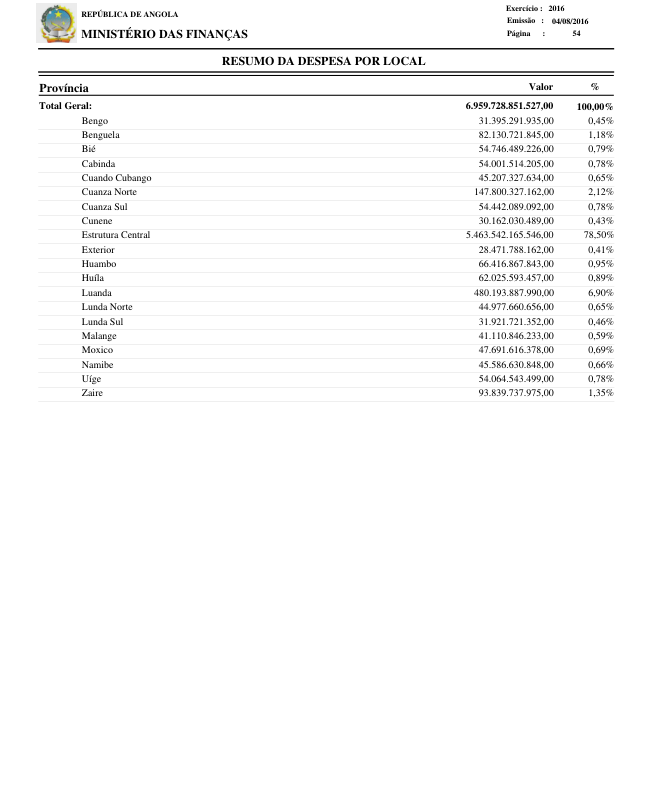 REPÚBLICA DE ANGOLA
MINISTÉRIO DAS FINANÇAS
Exercício : 2016
Emissão : 04/08/2016
Página : 54
RESUMO DA DESPESA POR LOCAL
Província Valor %
Total Geral: 6.959.728.851.527,00 100,00%
Bengo 31.395.291.935,00 0,45%
Benguela 82.130.721.845,00 1,18%
Bié 54.746.489.226,00 0,79%
Cabinda 54.001.514.205,00 0,78%
Cuando Cubango 45.207.327.634,00 0,65%
Cuanza Norte 147.800.327.162,00 2,12%
Cuanza Sul 54.442.089.092,00 0,78%
Cunene 30.162.030.489,00 0,43%
Estrutura Central 5.463.542.165.546,00 78,50%
Exterior 28.471.788.162,00 0,41%
Huambo 66.416.867.843,00 0,95%
Huíla 62.025.593.457,00 0,89%
Luanda 480.193.887.990,00 6,90%
Lunda Norte 44.977.660.656,00 0,65%
Lunda Sul 31.921.721.352,00 0,46%
Malange 41.110.846.233,00 0,59%
Moxico 47.691.616.378,00 0,69%
Namibe 45.586.630.848,00 0,66%
Uíge 54.064.543.499,00 0,78%
Zaire 93.839.737.975,00 1,35%